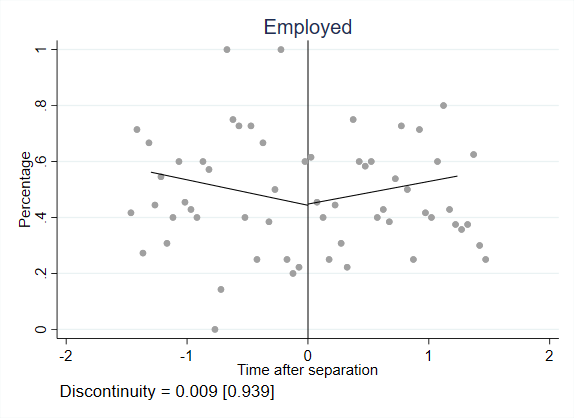 Employed
Percentage
1
.8
.6
.4
.2
0
-2 -1 0 1 2
Time after separation
Discontinuity = 0.009 [0.939]